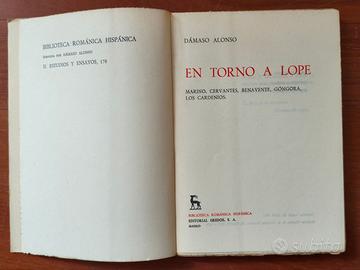 BIBLIOTECA ROMÁNICA HISPÁNICA
DIRIGIDA POR DÁMASO ALONSO
II. ESTUDIOS Y ENSAYOS, 178
DÁMASO ALONSO
EN TORNO A LOPE
MARINO, CERVANTES, BENAVENTE, GÓNGORA,
LOS CARDENIOS.
BIBLIOTECA ROMÁNICA HISPÁNICA
EDITORIAL GREDOS, S. A.
MADRID
subito